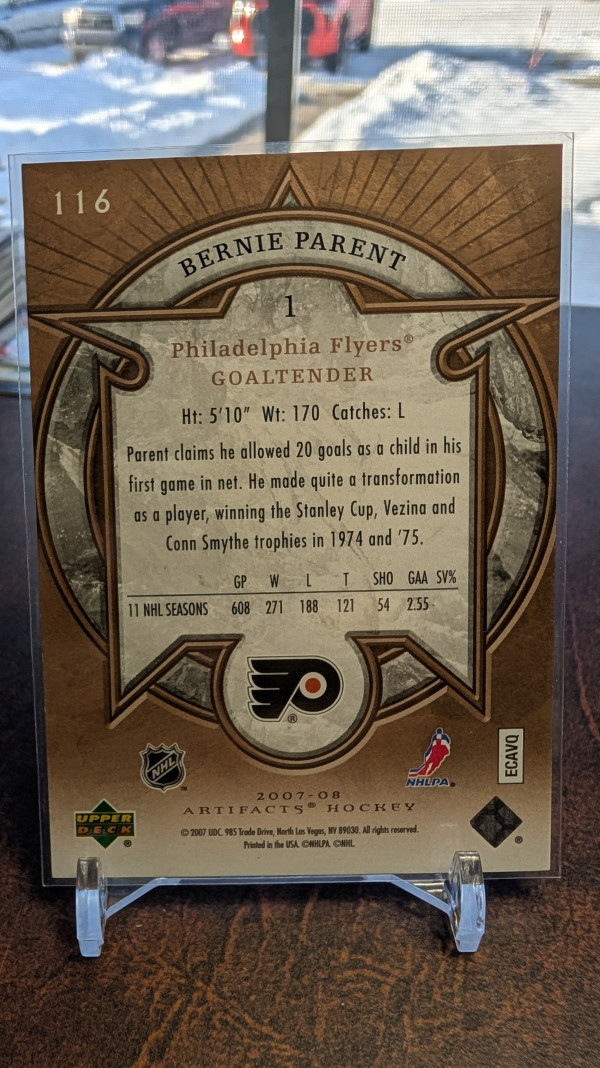 116
BERNIE PARENT
1
Philadelphia Flyers®
GOALTENDER
Ht: 5'10" Wt: 170 Catches: L
Parent claims he allowed 20 goals as a child in his
first game in net. He made quite a transformation
as a player, winning the Stanley Cup, Vezina and
Conn Smythe trophies in 1974 and '75.
GP W L T SHO GAA SV%
11 NHL SEASONS 608 271 188 121 54 2.55
®
NHL
NHLPA®
ECAVQ
2007-08
ARTIFACTS® HOCKEY
UPPER
DECK
®
®
© 2007 UDC. 985 Trade Drive, North Las Vegas, NV 89030. All rights reserved.
Printed in the USA. ©NHLPA. ©NHL.